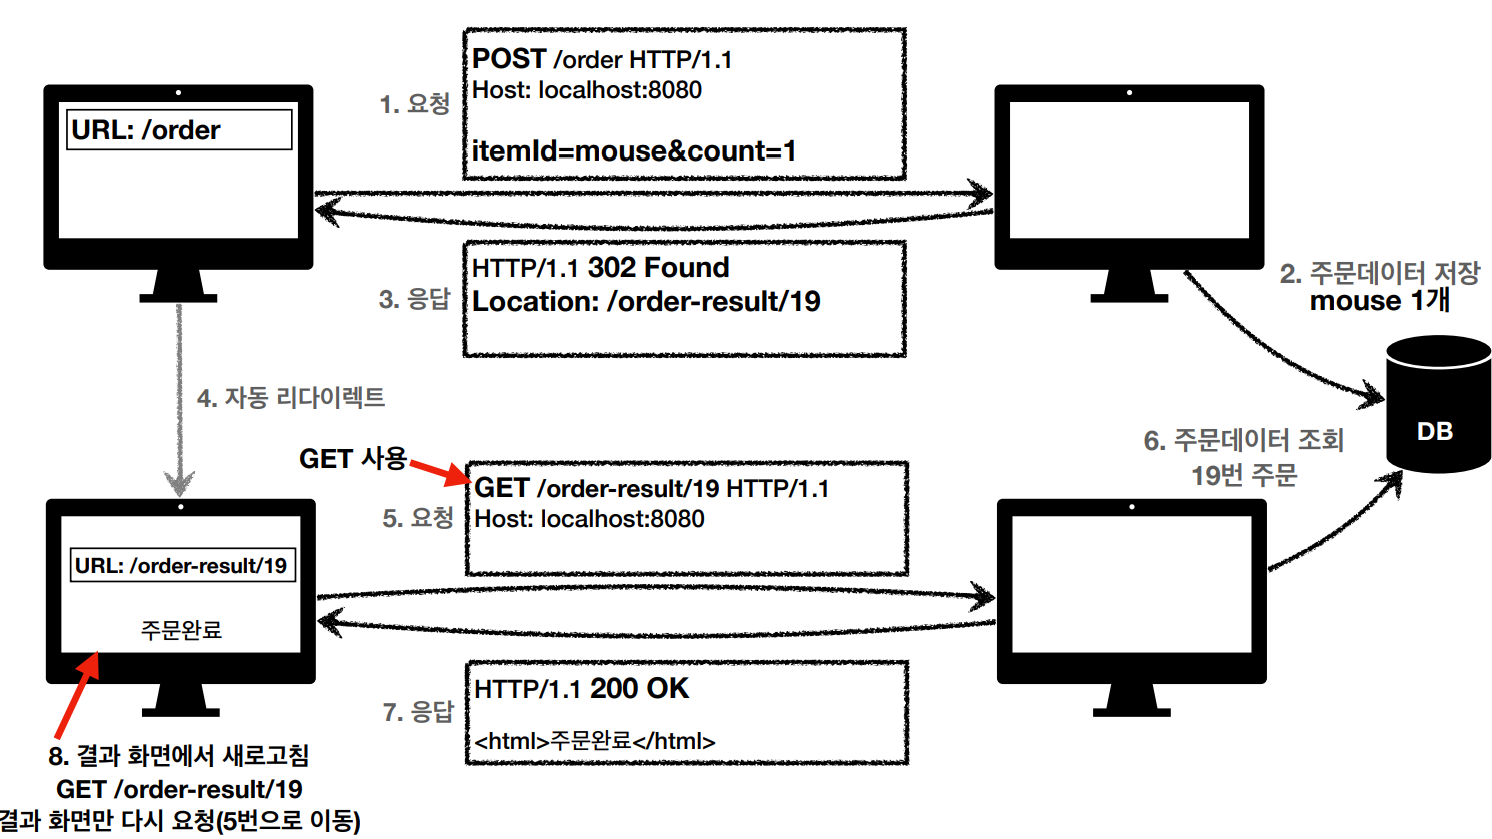 URL: /order
1. 요청
POST /order HTTP/1.1
Host: localhost:8080
itemId=mouse&count=1
2. 주문데이터 저장
mouse 1개
3. 응답
HTTP/1.1 302 Found
Location: /order-result/19
DB
4. 자동 리다이렉트
GET 사용
5. 요청
GET /order-result/19 HTTP/1.1
Host: localhost:8080
6. 주문데이터 조회
19번 주문
URL: /order-result/19
주문완료
7. 응답
HTTP/1.1 200 OK
<html>주문완료</html>
8. 결과 화면에서 새로고침
GET /order-result/19
결과 화면만 다시 요청(5번으로 이동)